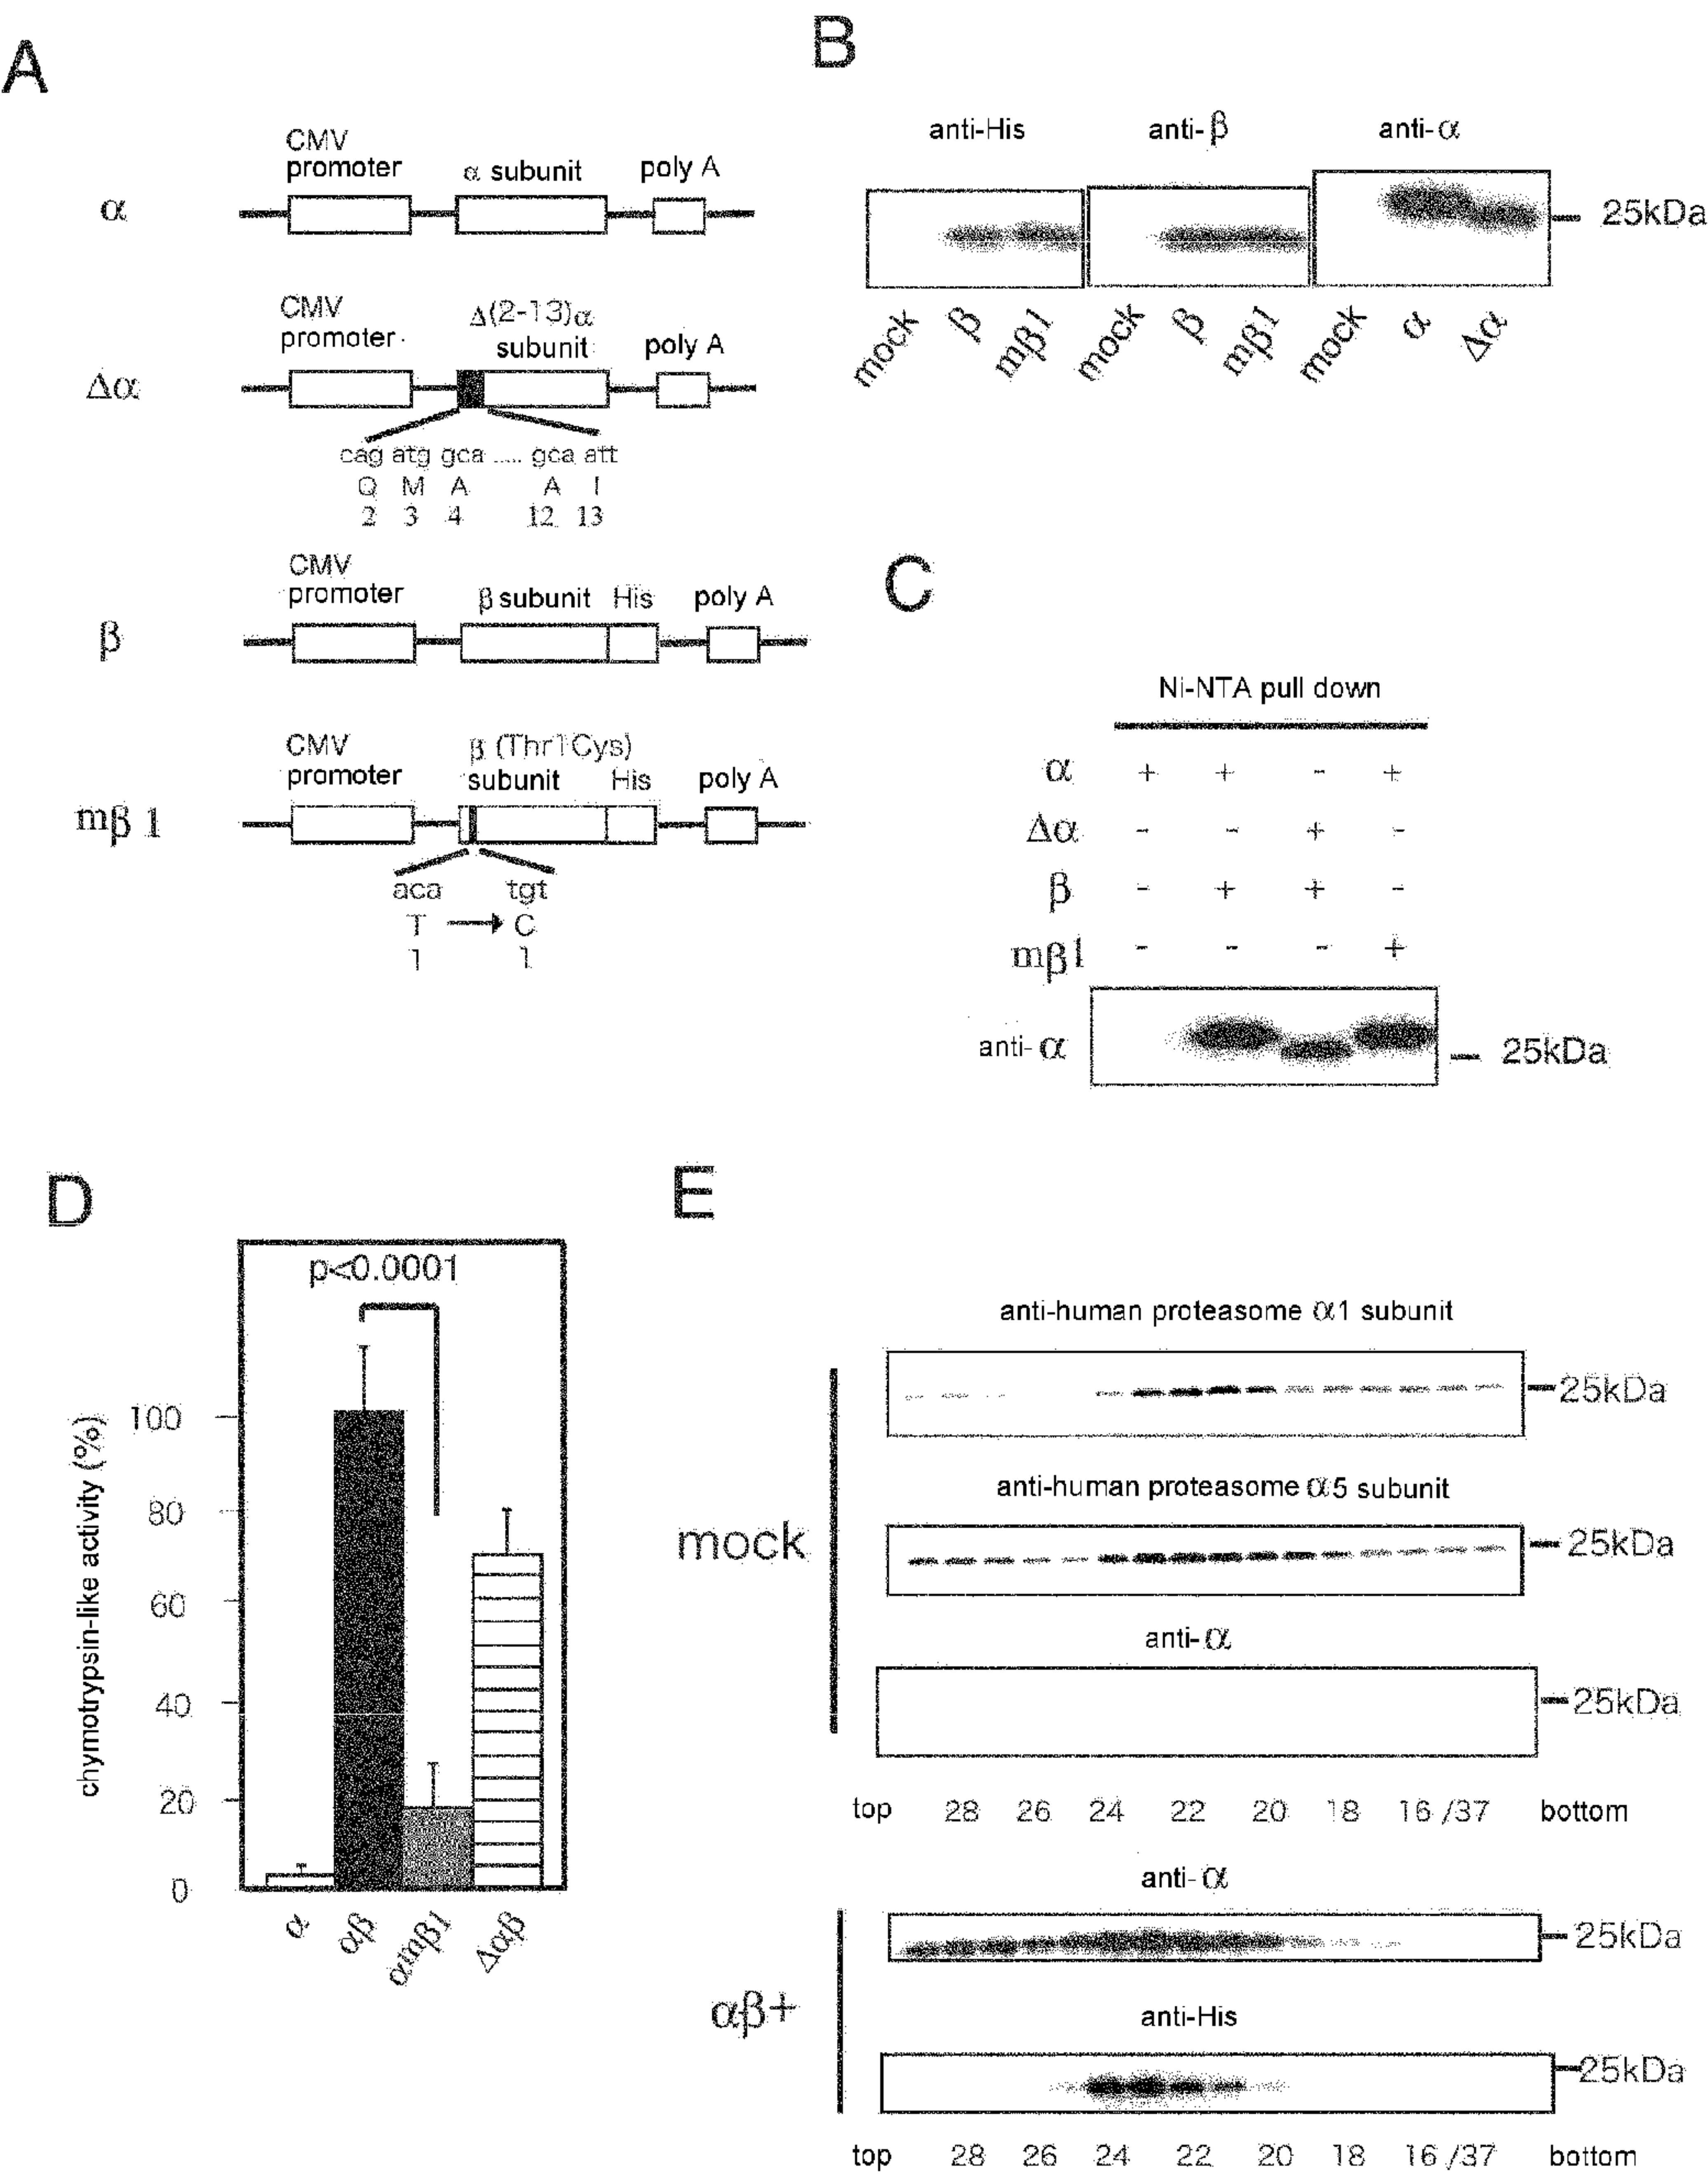 A
CMV
promoter
α subunit
poly A
α
CMV
promoter
Δ(2-13)α
subunit
poly A
Δα
cag atg gca ..... gca att
Q M A A I
2 3 4 12 13
CMV
promoter
β subunit
His
poly A
β
CMV
promoter
β (Thr1Cys)
subunit
His
poly A
mβ 1
aca tgt
T C
1 1
B
anti-His anti-β anti-α
25kDa
mock β mβ1 mock β mβ1 mock α Δα
C
Ni-NTA pull down
α + + - +
Δα - - + -
β - + + -
mβ1 - - - +
anti-α
25kDa
D
p<0.0001
chymotrypsin-like activity (%)
100
80
60
40
20
0
α αβ αmβ1 Δαβ
E
anti-human proteasome α1 subunit
25kDa
anti-human proteasome α5 subunit
25kDa
mock
anti-α
25kDa
top 28 26 24 22 20 18 16 /37 bottom
anti-α
25kDa
αβ+
anti-His
25kDa
top 28 26 24 22 20 18 16 /37 bottom